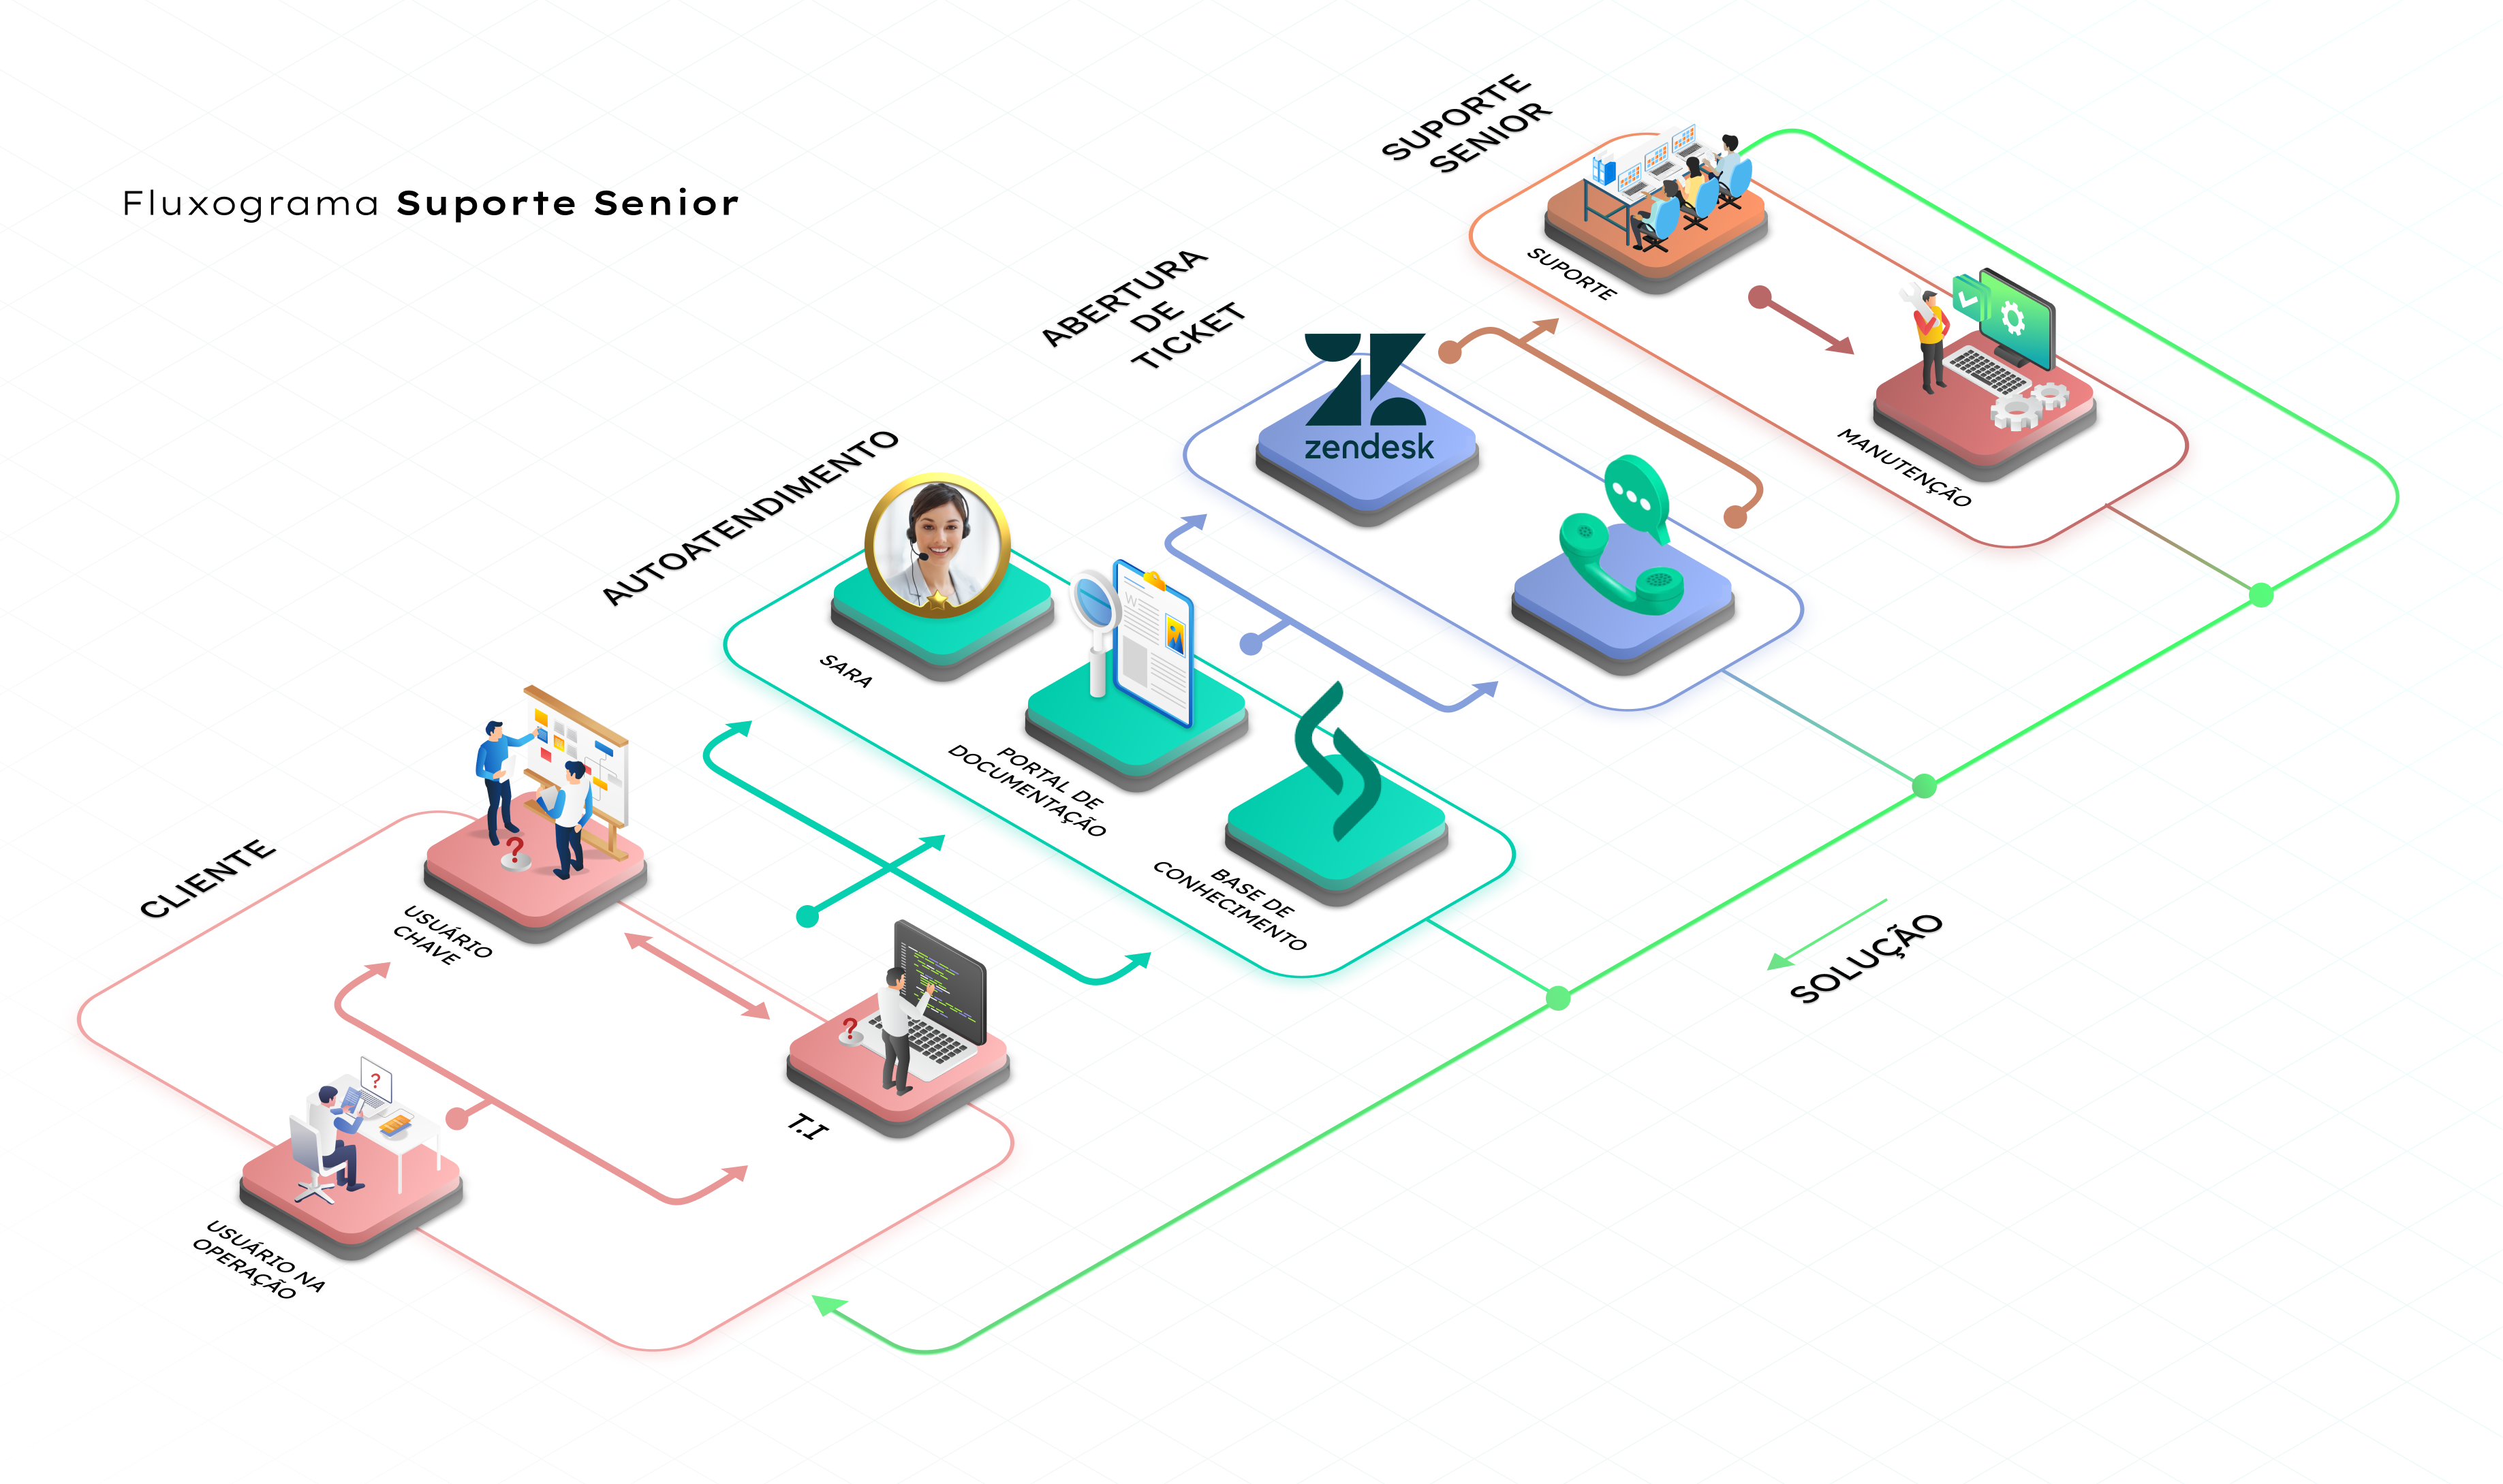 Fluxograma Suporte Senior
SUPORTE
SENIOR
SUPORTE
MANUTENÇÃO
ABERTURA
DE
TICKET
zendesk
AUTOATENDIMENTO
SARA
W
PORTAL DE
DOCUMENTAÇÃO
BASE DE
CONHECIMENTO
CLIENTE
?
USUÁRIO
CHAVE
?
T.I
?
USUÁRIO NA
OPERAÇÃO
SOLUÇÃO